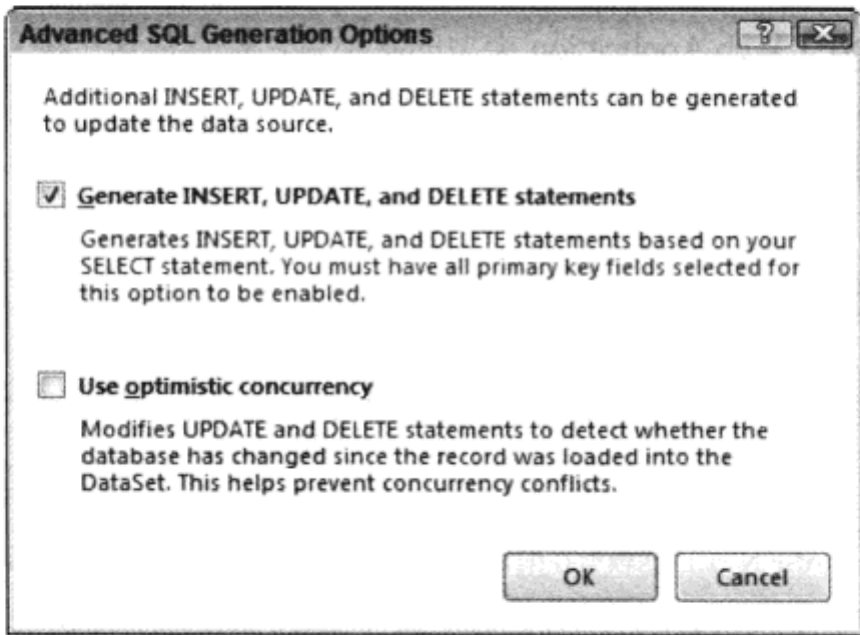 Advanced SQL Generation Options
Additional INSERT, UPDATE, and DELETE statements can be generated
to update the data source.
Generate INSERT, UPDATE, and DELETE statements
Generates INSERT, UPDATE, and DELETE statements based on your
SELECT statement. You must have all primary key fields selected for
this option to be enabled.
Use optimistic concurrency
Modifies UPDATE and DELETE statements to detect whether the
database has changed since the record was loaded into the
DataSet. This helps prevent concurrency conflicts.
OK Cancel